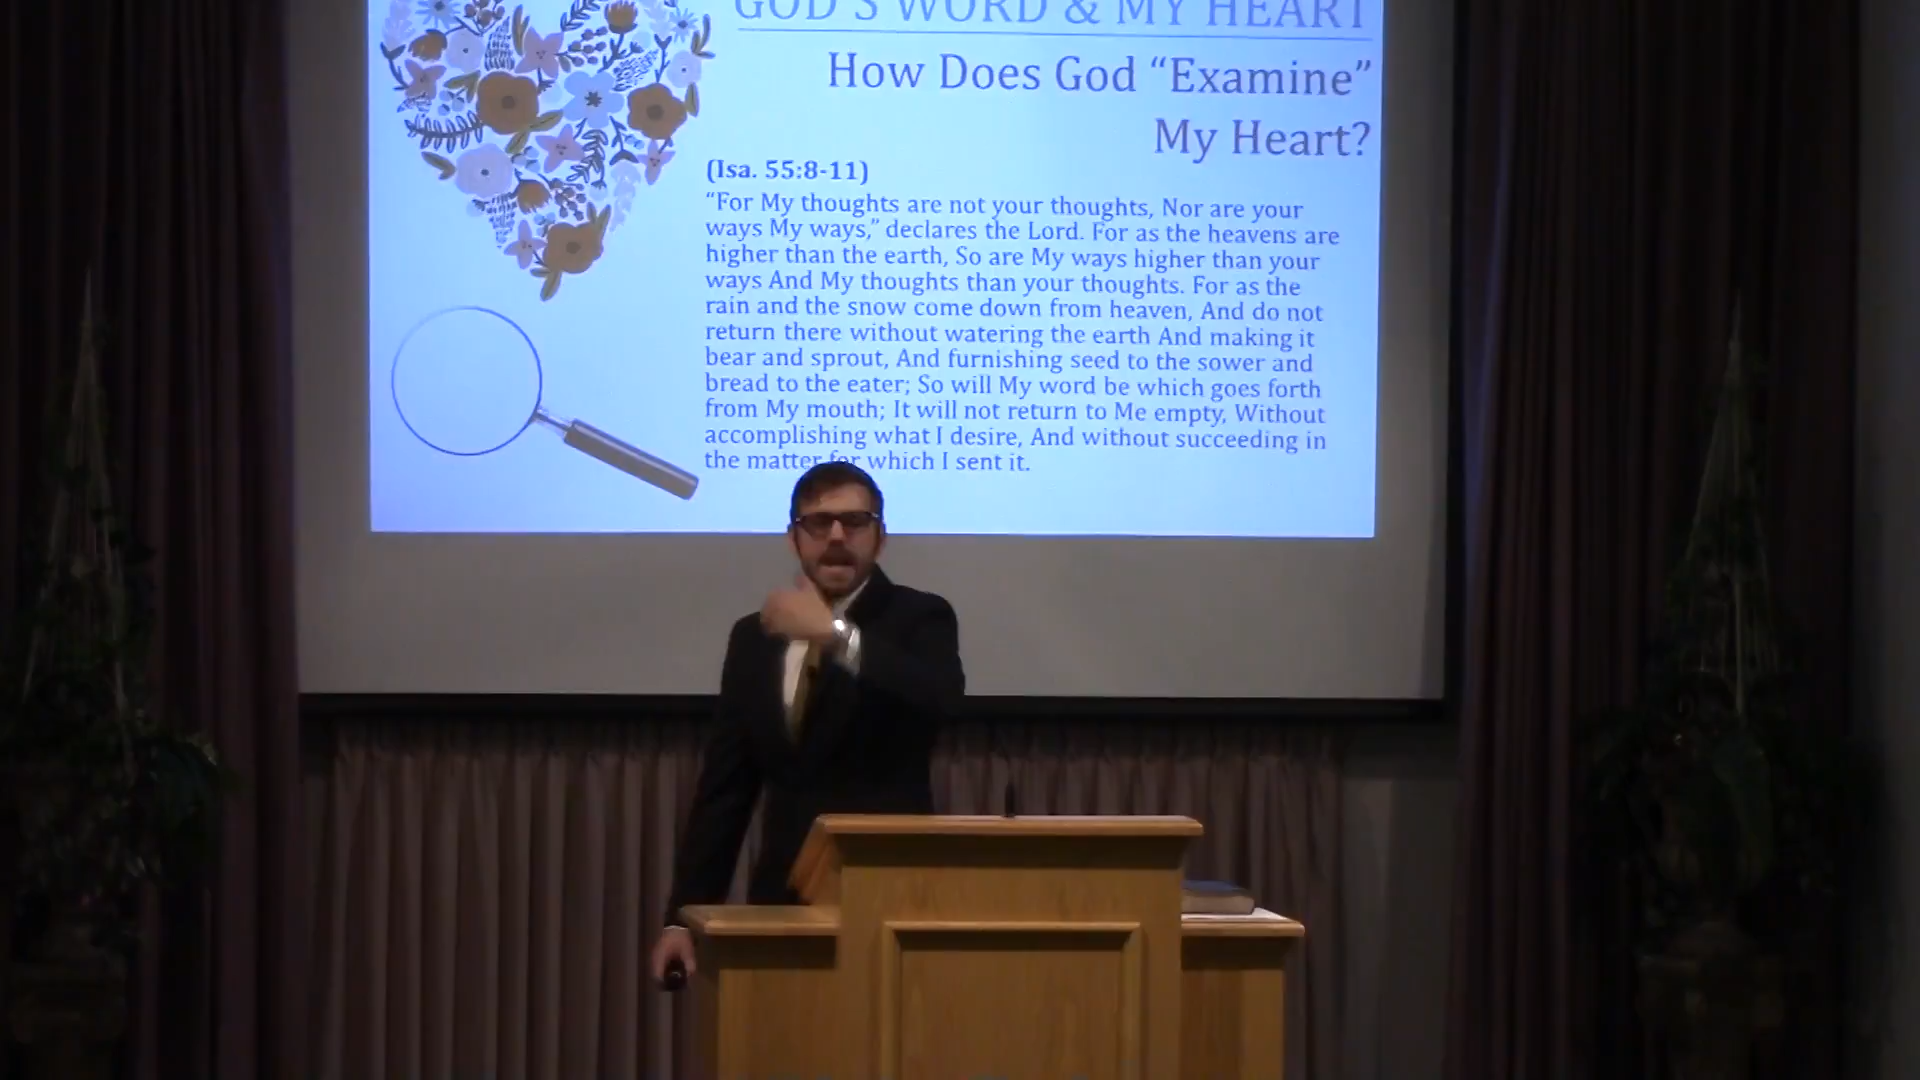 GOD'S WORD & MY HEART
How Does God “Examine”
My Heart?
(Isa. 55:8-11)
“For My thoughts are not your thoughts, Nor are your
ways My ways,” declares the Lord. For as the heavens are
higher than the earth, So are My ways higher than your
ways And My thoughts than your thoughts. For as the
rain and the snow come down from heaven, And do not
return there without watering the earth And making it
bear and sprout, And furnishing seed to the sower and
bread to the eater; So will My word be which goes forth
from My mouth; It will not return to Me empty, Without
accomplishing what I desire, And without succeeding in
the matter for which I sent it.